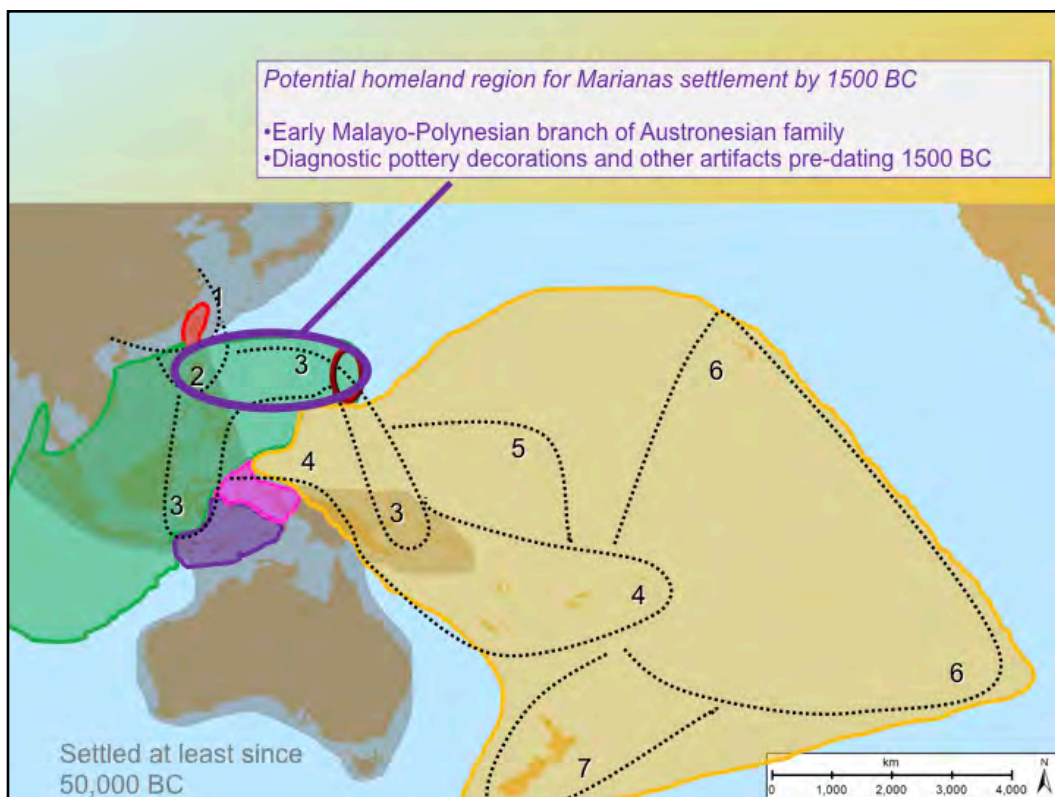 Potential homeland region for Marianas settlement by 1500 BC
•Early Malayo-Polynesian branch of Austronesian family
•Diagnostic pottery decorations and other artifacts pre-dating 1500 BC
1
2
3
6
5
4
3
3
4
6
7
Settled at least since
50,000 BC
km
N
0 1,000 2,000 3,000 4,000